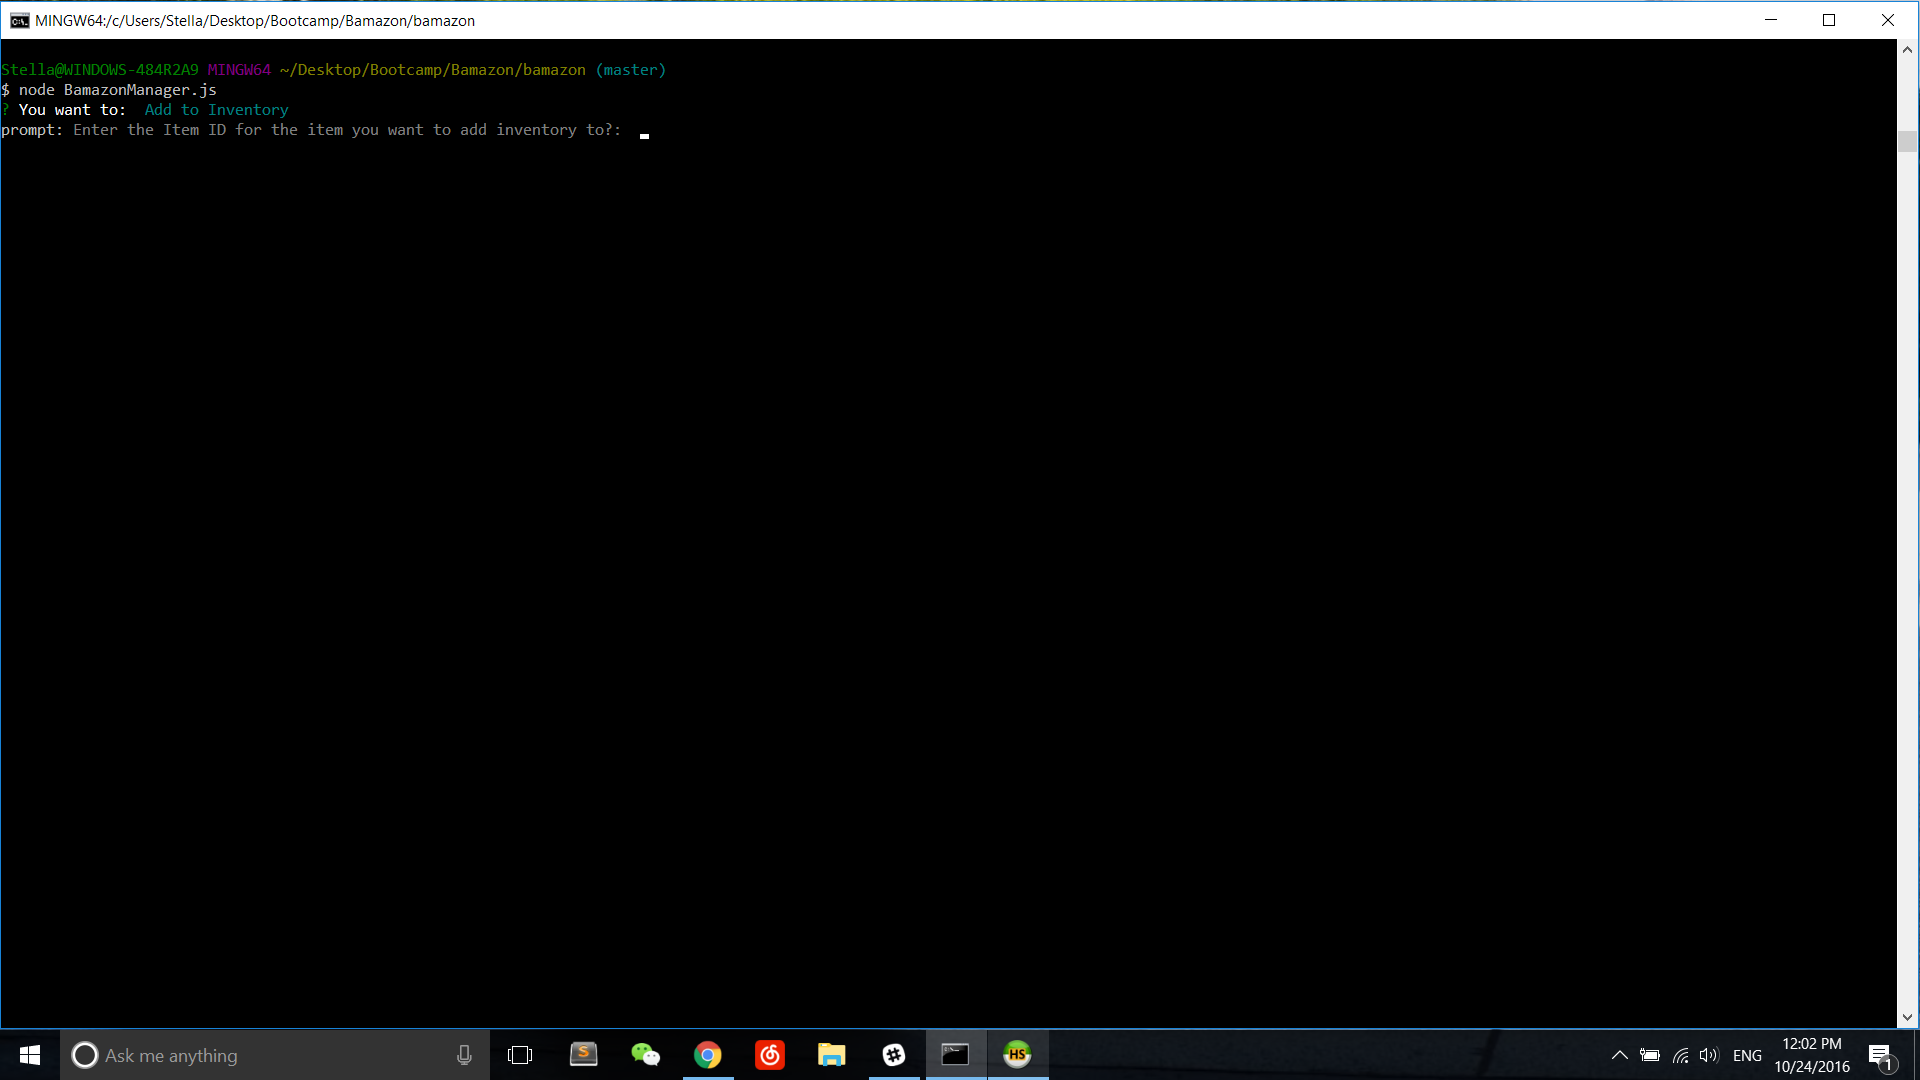 MINGW64:/c/Users/Stella/Desktop/Bootcamp/Bamazon/bamazon
Stella@WINDOWS-484R2A9 MINGW64 ~/Desktop/Bootcamp/Bamazon/bamazon (master)
$ node BamazonManager.js
? You want to:  Add to Inventory
prompt: Enter the Item ID for the item you want to add inventory to?:
Ask me anything
S
HS
ENG
12:02 PM
10/24/2016
1